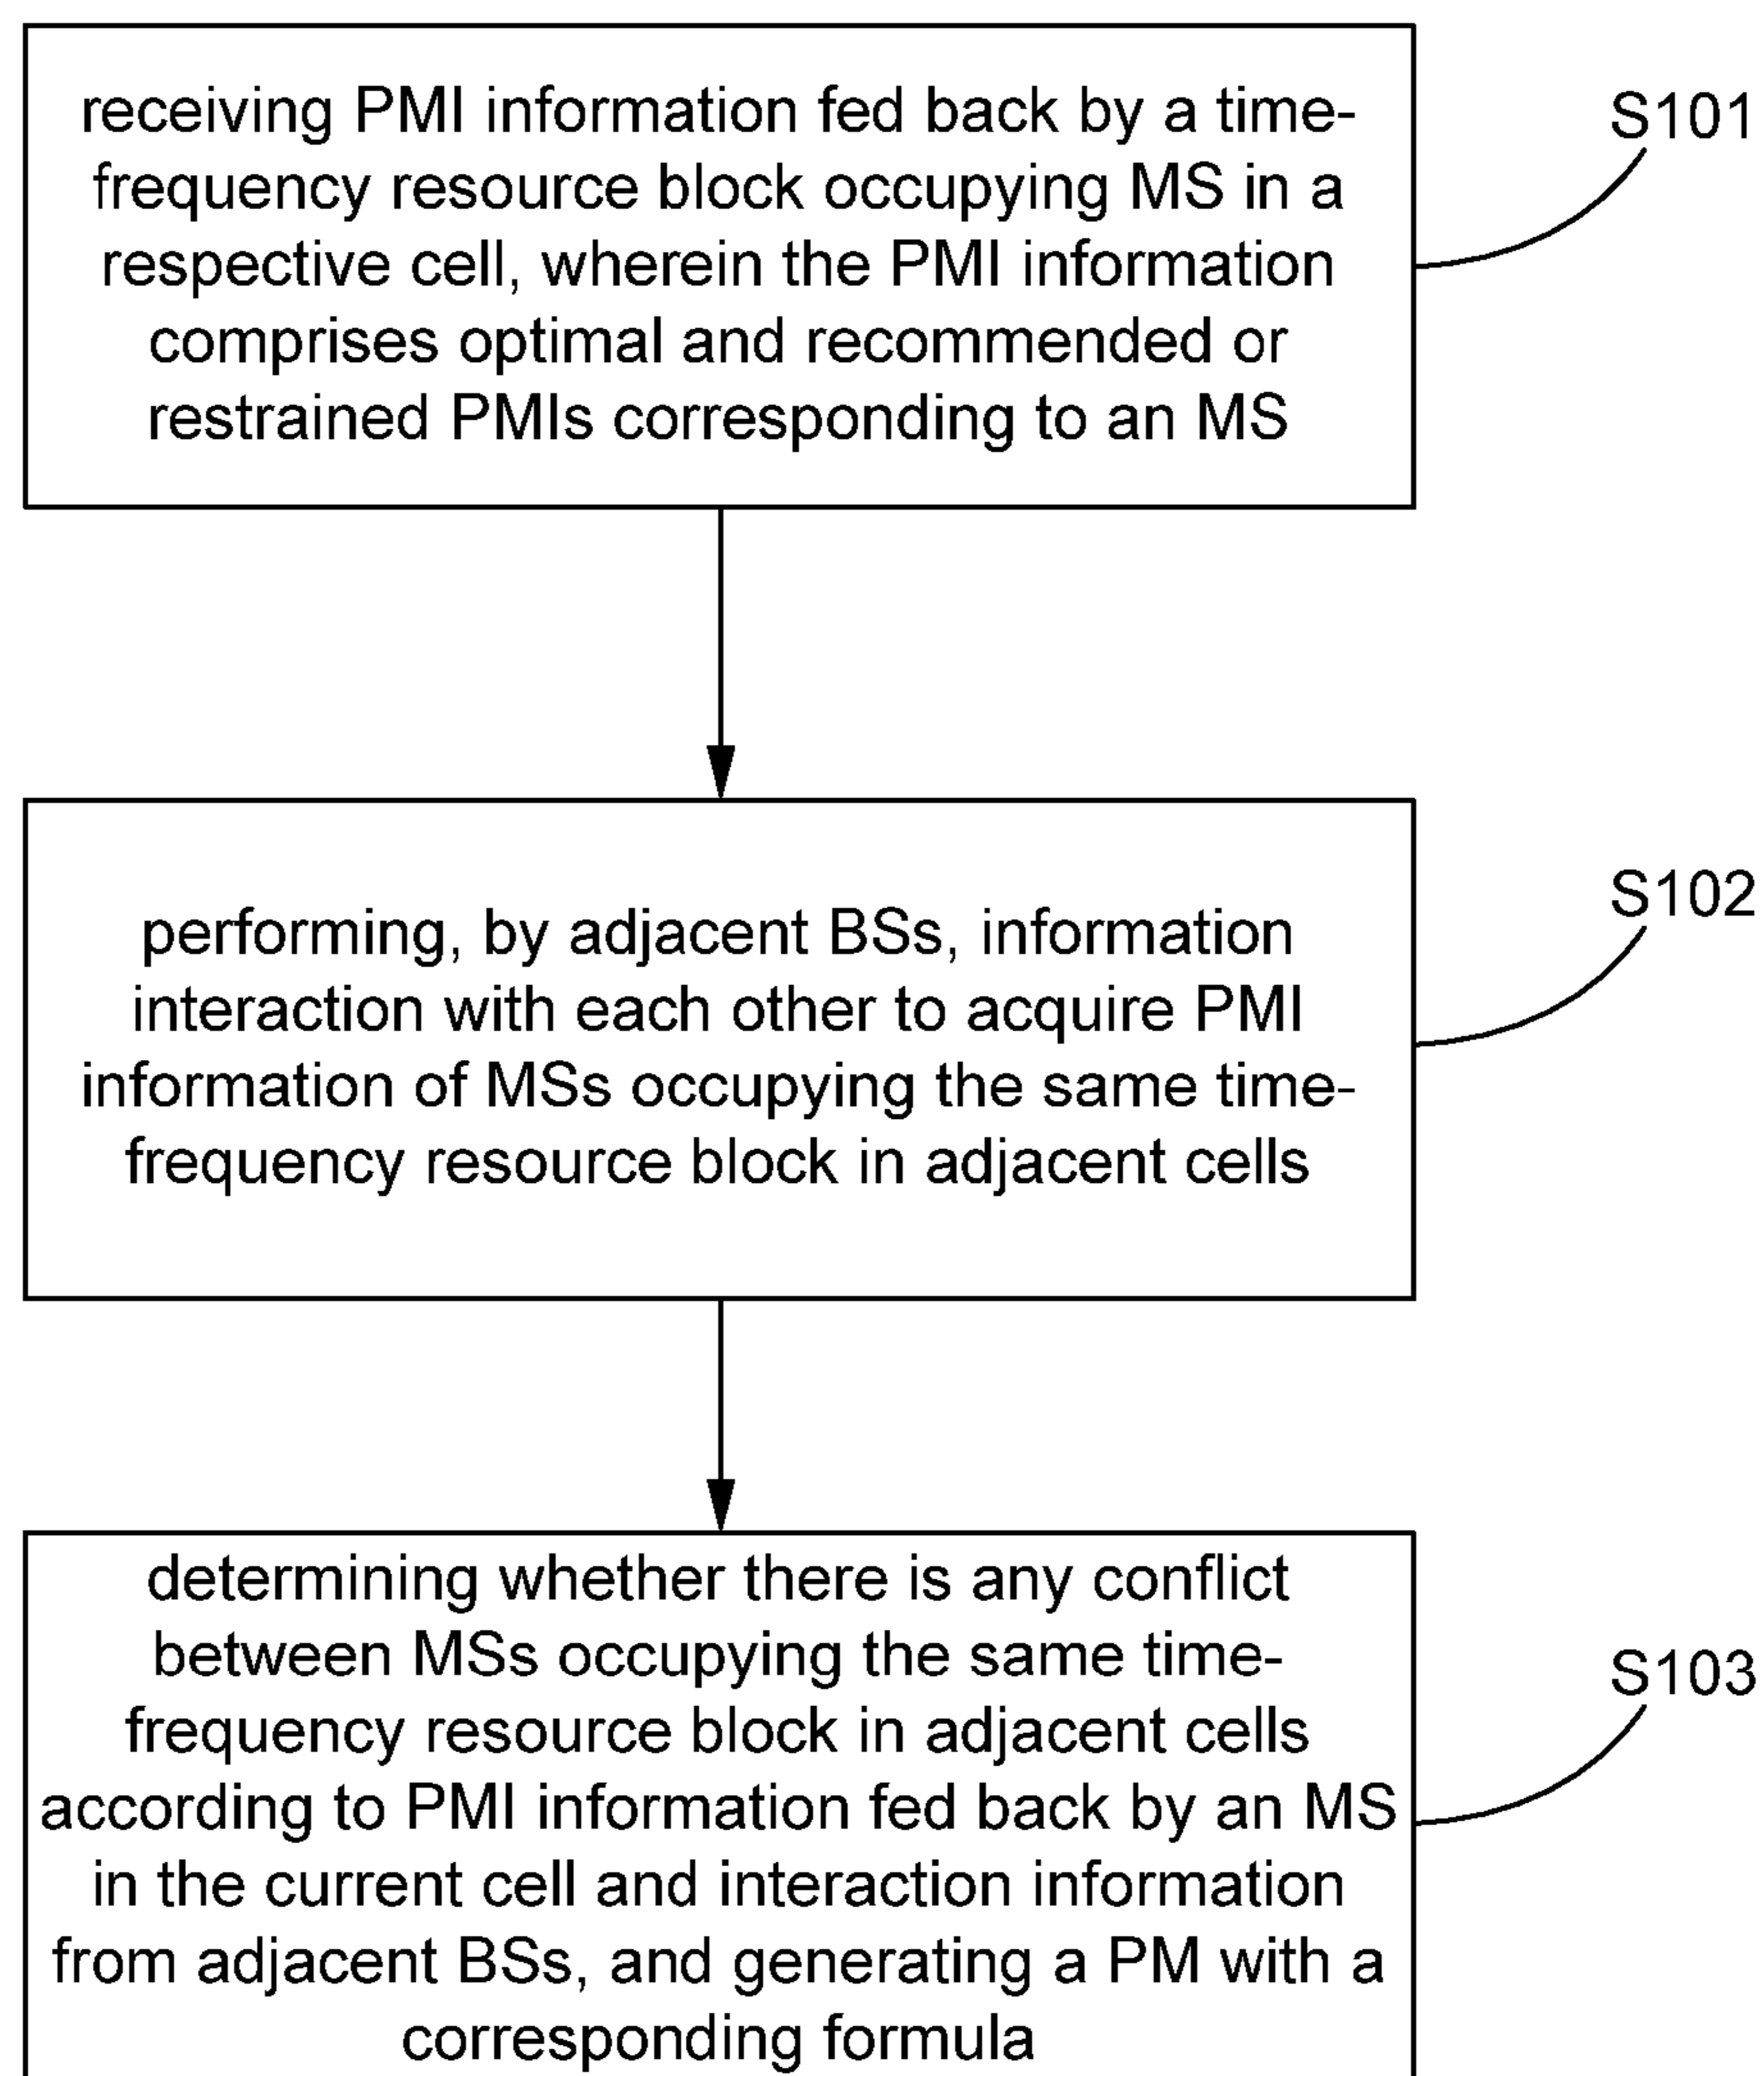 receiving PMI information fed back by a time-
frequency resource block occupying MS in a
respective cell, wherein the PMI information
comprises optimal and recommended or
restrained PMIs corresponding to an MS
S101
performing, by adjacent BSs, information
interaction with each other to acquire PMI
information of MSs occupying the same time-
frequency resource block in adjacent cells
S102
determining whether there is any conflict
between MSs occupying the same time-
frequency resource block in adjacent cells
according to PMI information fed back by an MS
in the current cell and interaction information
from adjacent BSs, and generating a PM with a
corresponding formula
S103